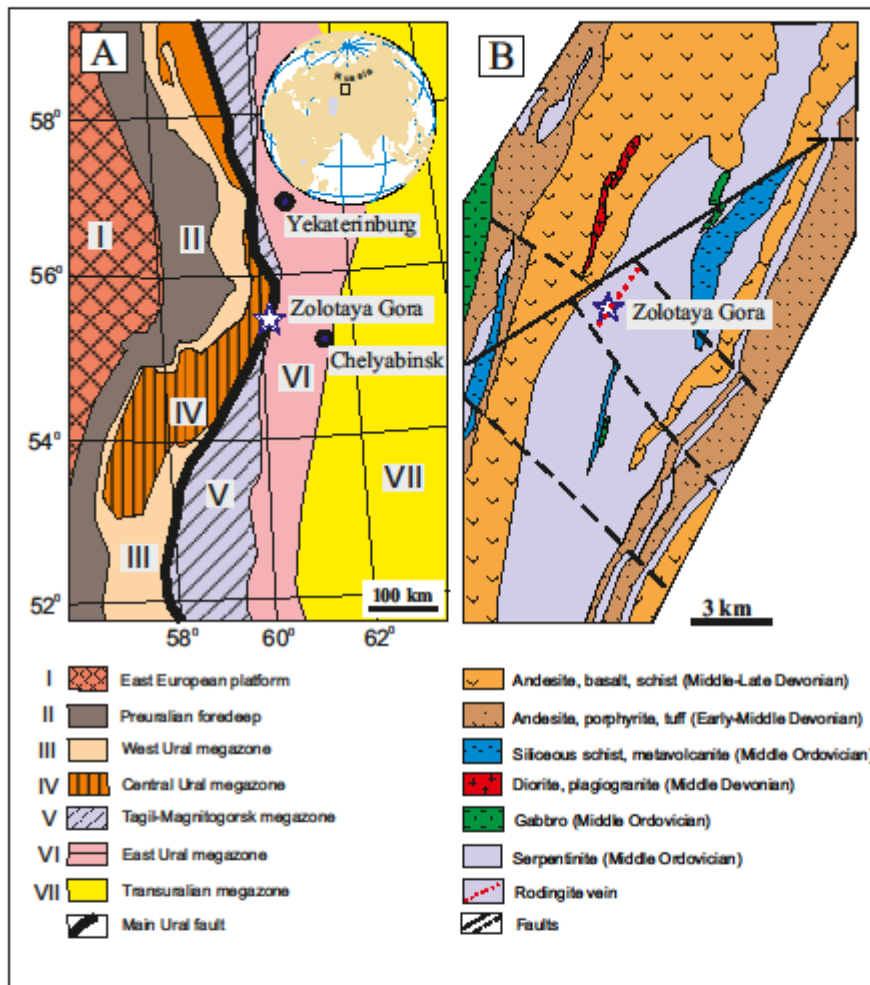 A
B
Russia
58°
56°
54°
52°
58°
60°
62°
I
II
III
IV
V
VI
VII
Yekaterinburg
Zolotaya Gora
Chelyabinsk
100 km
Zolotaya Gora
3 km
I East European platform
II Preuralian foredeep
III West Ural megazone
IV Central Ural megazone
V Tagil-Magnitogorsk megazone
VI East Ural megazone
VII Transuralian megazone
Main Ural fault
Andesite, basalt, schist (Middle-Late Devonian)
Andesite, porphyrite, tuff (Early-Middle Devonian)
Siliceous schist, metavolcanite (Middle Ordovician)
Diorite, plagiogranite (Middle Devonian)
Gabbro (Middle Ordovician)
Serpentinite (Middle Ordovician)
Rodingite vein
Faults